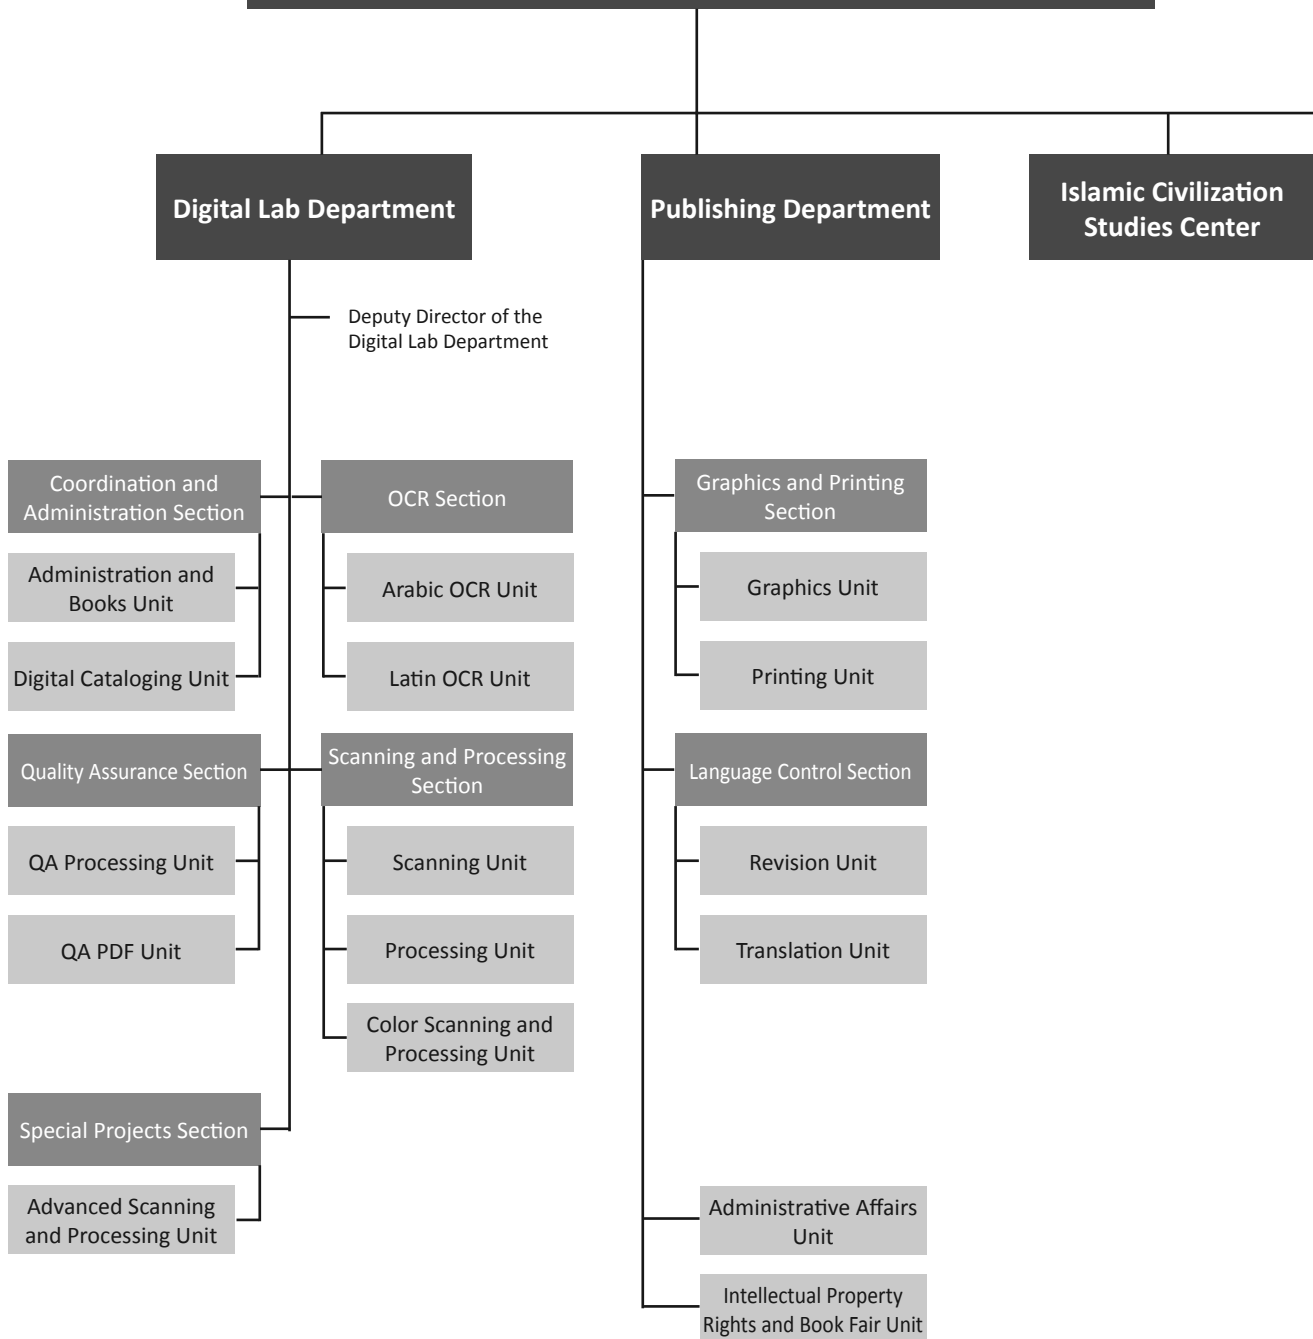 Digital Lab Department
Publishing Department
Islamic Civilization
Studies Center
Deputy Director of the
Digital Lab Department
Coordination and
Administration Section
Administration and
Books Unit
Digital Cataloging Unit
OCR Section
Arabic OCR Unit
Latin OCR Unit
Quality Assurance Section
QA Processing Unit
QA PDF Unit
Scanning and Processing
Section
Scanning Unit
Processing Unit
Color Scanning and
Processing Unit
Special Projects Section
Advanced Scanning
and Processing Unit
Graphics and Printing
Section
Graphics Unit
Printing Unit
Language Control Section
Revision Unit
Translation Unit
Administrative Affairs
Unit
Intellectual Property
Rights and Book Fair Unit